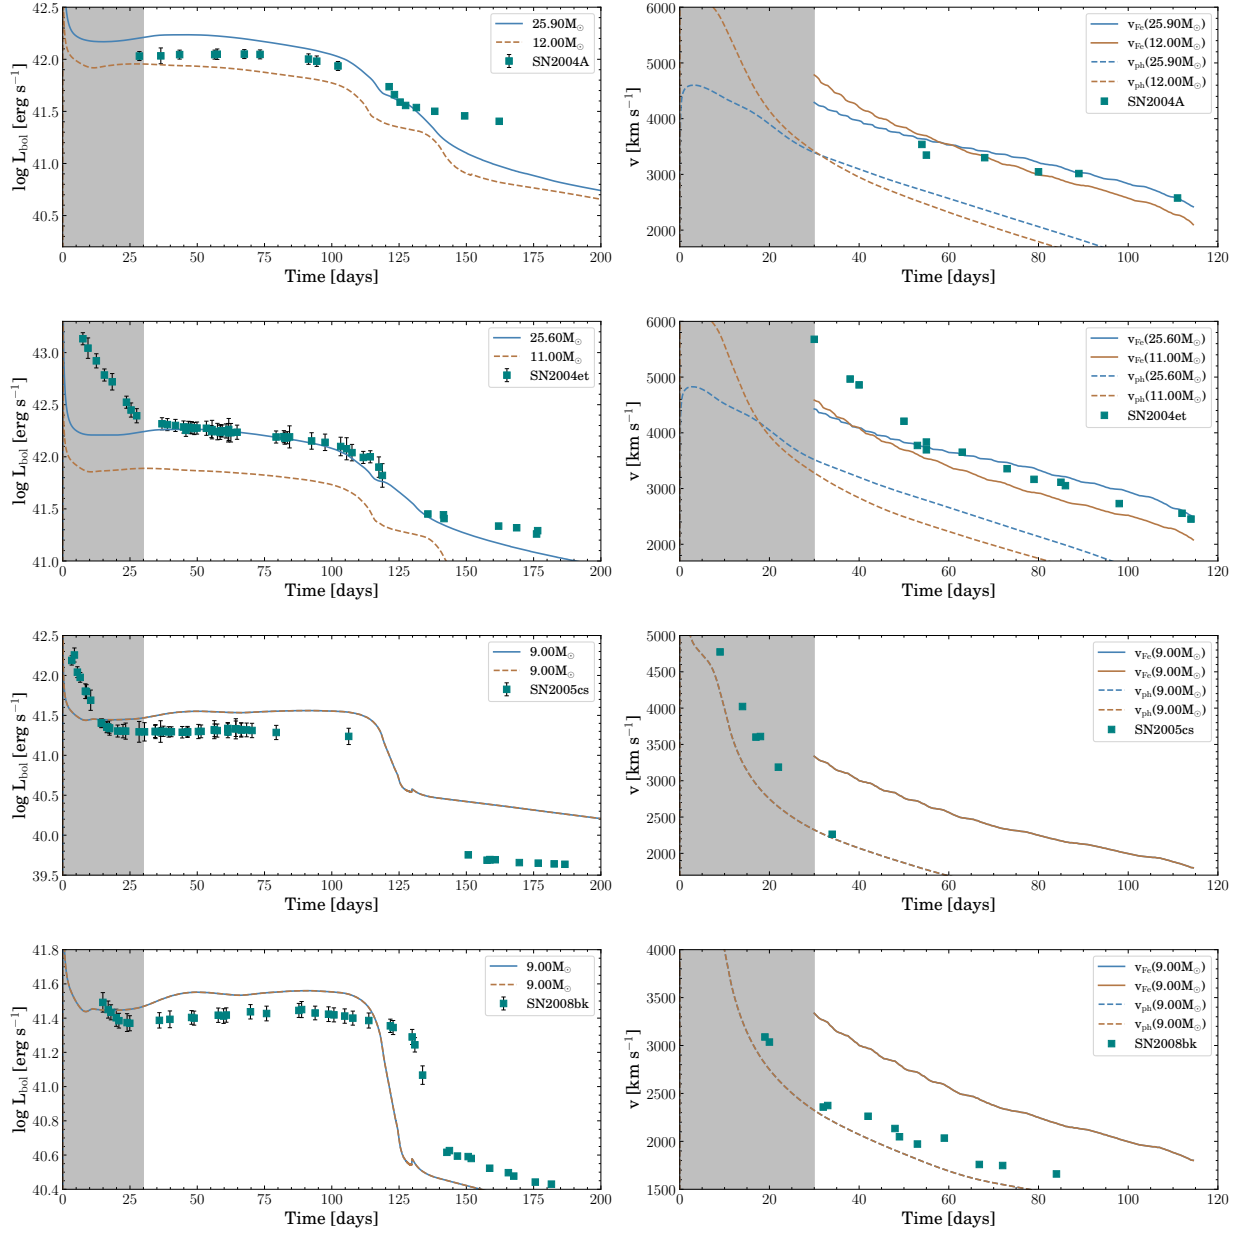 42.5
42.0
41.5
41.0
40.5
log L_bol [erg s⁻¹]
25.90M☉
12.00M☉
SN2004A
0 25 50 75 100 125 150 175 200
Time [days]
6000
5000
4000
3000
2000
v [km s⁻¹]
v_Fe(25.90M☉)
v_Fe(12.00M☉)
v_ph(25.90M☉)
v_ph(12.00M☉)
SN2004A
0 20 40 60 80 100 120
Time [days]
43.0
42.5
42.0
41.5
41.0
log L_bol [erg s⁻¹]
25.60M☉
11.00M☉
SN2004et
0 25 50 75 100 125 150 175 200
Time [days]
6000
5000
4000
3000
2000
v [km s⁻¹]
v_Fe(25.60M☉)
v_Fe(11.00M☉)
v_ph(25.60M☉)
v_ph(11.00M☉)
SN2004et
0 20 40 60 80 100 120
Time [days]
42.5
42.0
41.5
41.0
40.5
40.0
39.5
log L_bol [erg s⁻¹]
9.00M☉
9.00M☉
SN2005cs
0 25 50 75 100 125 150 175 200
Time [days]
5000
4500
4000
3500
3000
2500
2000
v [km s⁻¹]
v_Fe(9.00M☉)
v_Fe(9.00M☉)
v_ph(9.00M☉)
v_ph(9.00M☉)
SN2005cs
0 20 40 60 80 100 120
Time [days]
41.8
41.6
41.4
41.2
41.0
40.8
40.6
40.4
log L_bol [erg s⁻¹]
9.00M☉
9.00M☉
SN2008bk
0 25 50 75 100 125 150 175 200
Time [days]
4000
3500
3000
2500
2000
1500
v [km s⁻¹]
v_Fe(9.00M☉)
v_Fe(9.00M☉)
v_ph(9.00M☉)
v_ph(9.00M☉)
SN2008bk
0 20 40 60 80 100 120
Time [days]